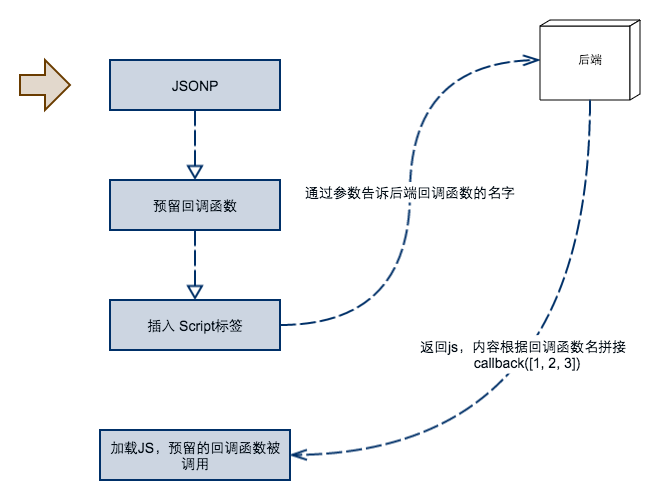 JSONP
后端
预留回调函数
通过参数告诉后端回调函数的名字
插入 Script标签
返回js，内容根据回调函数名拼接
callback([1, 2, 3])
加载JS，预留的回调函数被
调用